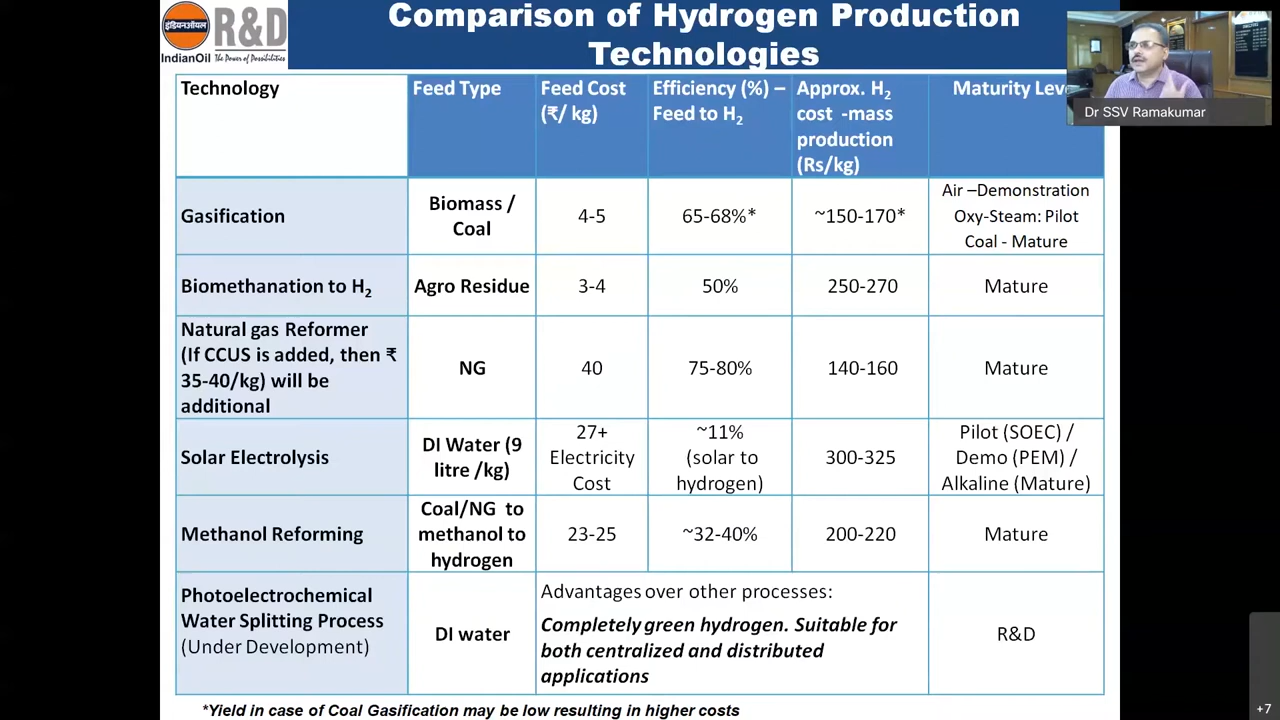 इंडियनऑयल
IndianOil
R&D
The Power of Possibilities
Comparison of Hydrogen Production
Technologies
Dr SSV Ramakumar
Technology
Feed Type
Feed Cost
(₹/ kg)
Efficiency (%) –
Feed to H₂
Approx. H₂
cost -mass
production
(Rs/kg)
Maturity Leve
Gasification
Biomass /
Coal
4-5
65-68%*
~150-170*
Air –Demonstration
Oxy-Steam: Pilot
Coal - Mature
Biomethanation to H₂
Agro Residue
3-4
50%
250-270
Mature
Natural gas Reformer
(If CCUS is added, then ₹
35-40/kg) will be
additional
NG
40
75-80%
140-160
Mature
Solar Electrolysis
DI Water (9
litre /kg)
27+
Electricity
Cost
~11%
(solar to
hydrogen)
300-325
Pilot (SOEC) /
Demo (PEM) /
Alkaline (Mature)
Methanol Reforming
Coal/NG to
methanol to
hydrogen
23-25
~32-40%
200-220
Mature
Photoelectrochemical
Water Splitting Process
(Under Development)
DI water
Advantages over other processes:
Completely green hydrogen. Suitable for
both centralized and distributed
applications
R&D
*Yield in case of Coal Gasification may be low resulting in higher costs
+7